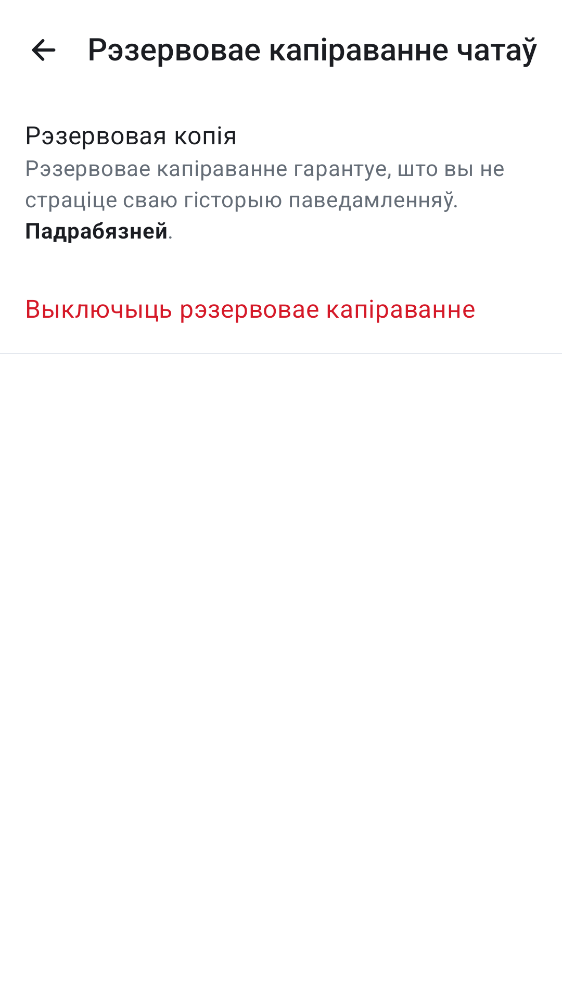 Рэзервовае капіраванне чатаў
Рэзервовая копія
Рэзервовае капіраванне гарантуе, што вы не
страціце сваю гісторыю паведамленняў.
Падрабязней.
Выключыць рэзервовае капіраванне